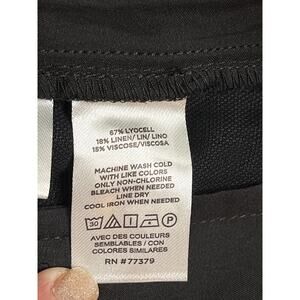 67% LYOCELL
18% LINEN/ LIN/ LINO
15% VISCOSE/VISCOSA
MACHINE WASH COLD
WITH LIKE COLORS
ONLY NON-CHLORINE
BLEACH WHEN NEEDED
LINE DRY
COOL IRON WHEN NEEDED
30 P
AVEC DES COULEURS
SEMBLABLES / CON
COLORES SIMILARES
RN #77379